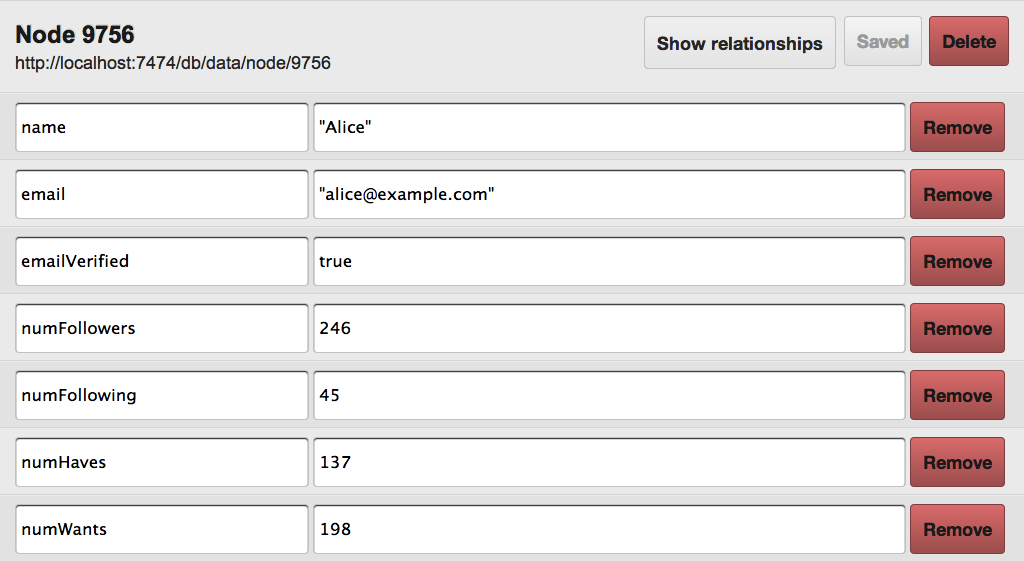 Node 9756
http://localhost:7474/db/data/node/9756
Show relationships Saved Delete
name "Alice" Remove
email "alice@example.com" Remove
emailVerified true Remove
numFollowers 246 Remove
numFollowing 45 Remove
numHaves 137 Remove
numWants 198 Remove